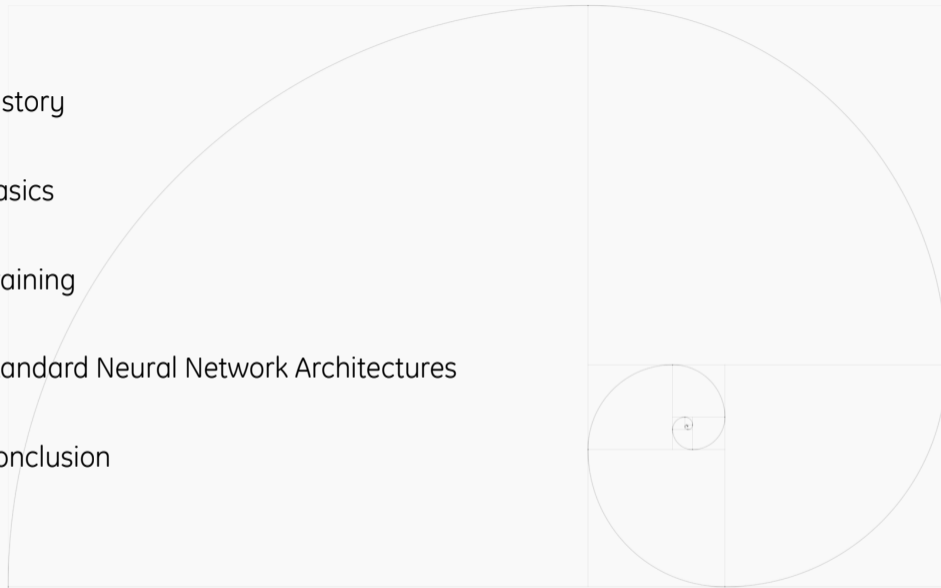 story
asics
aining
andard Neural Network Architectures
onclusion